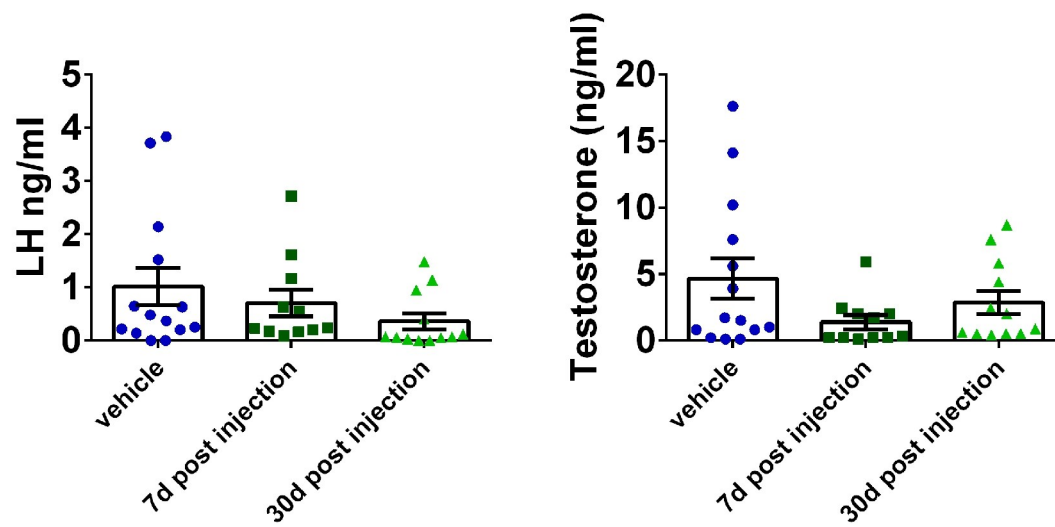 LH ng/ml
5
4
3
2
1
0
vehicle
7d post injection
30d post injection
Testosterone (ng/ml)
20
15
10
5
0
vehicle
7d post injection
30d post injection